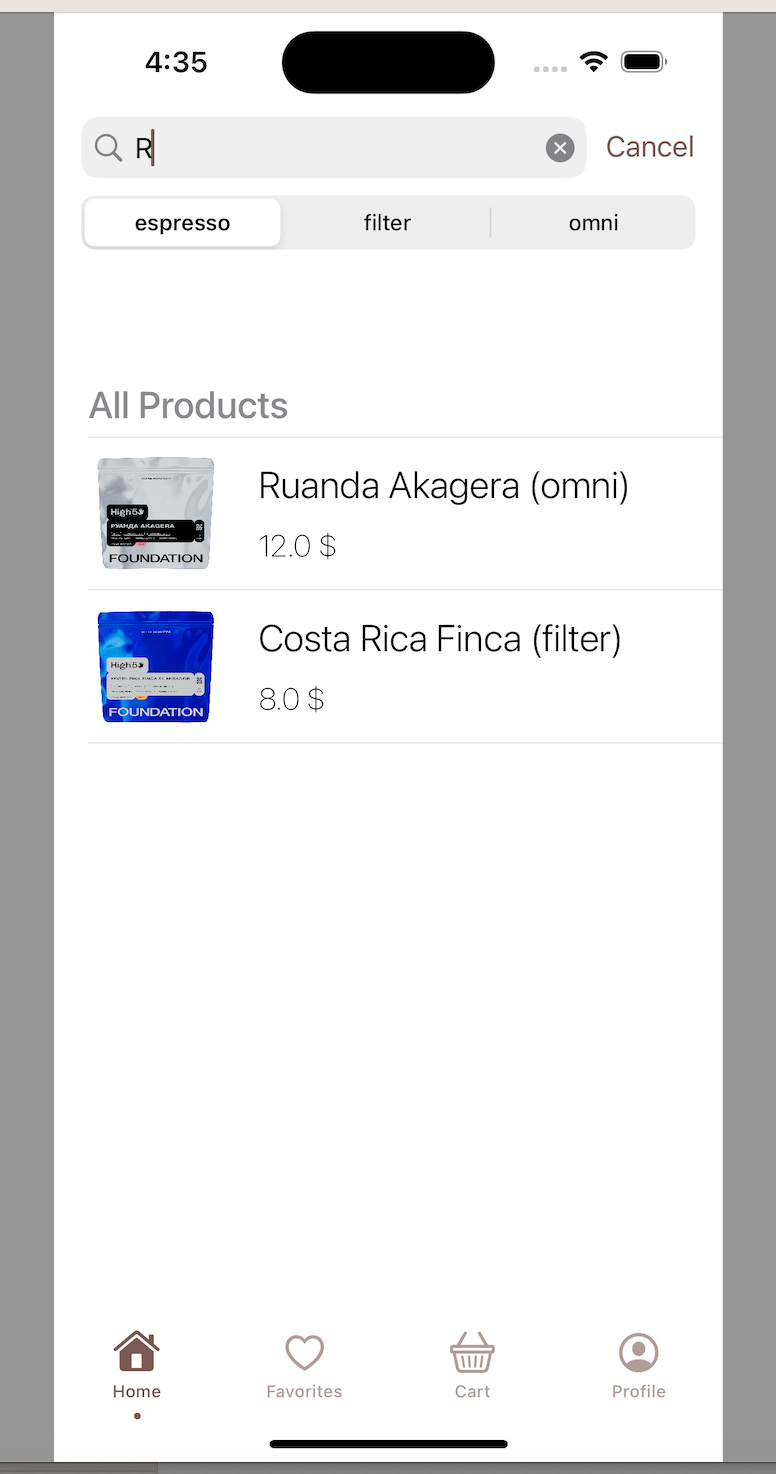 4:35
R
Cancel
espresso
filter
omni
All Products
Ruanda Akagera (omni)
12.0 $
High5
РУАНДА AKAGERA
FOUNDATION
Costa Rica Finca (filter)
8.0 $
High5
FOUNDATION
Home
Favorites
Cart
Profile